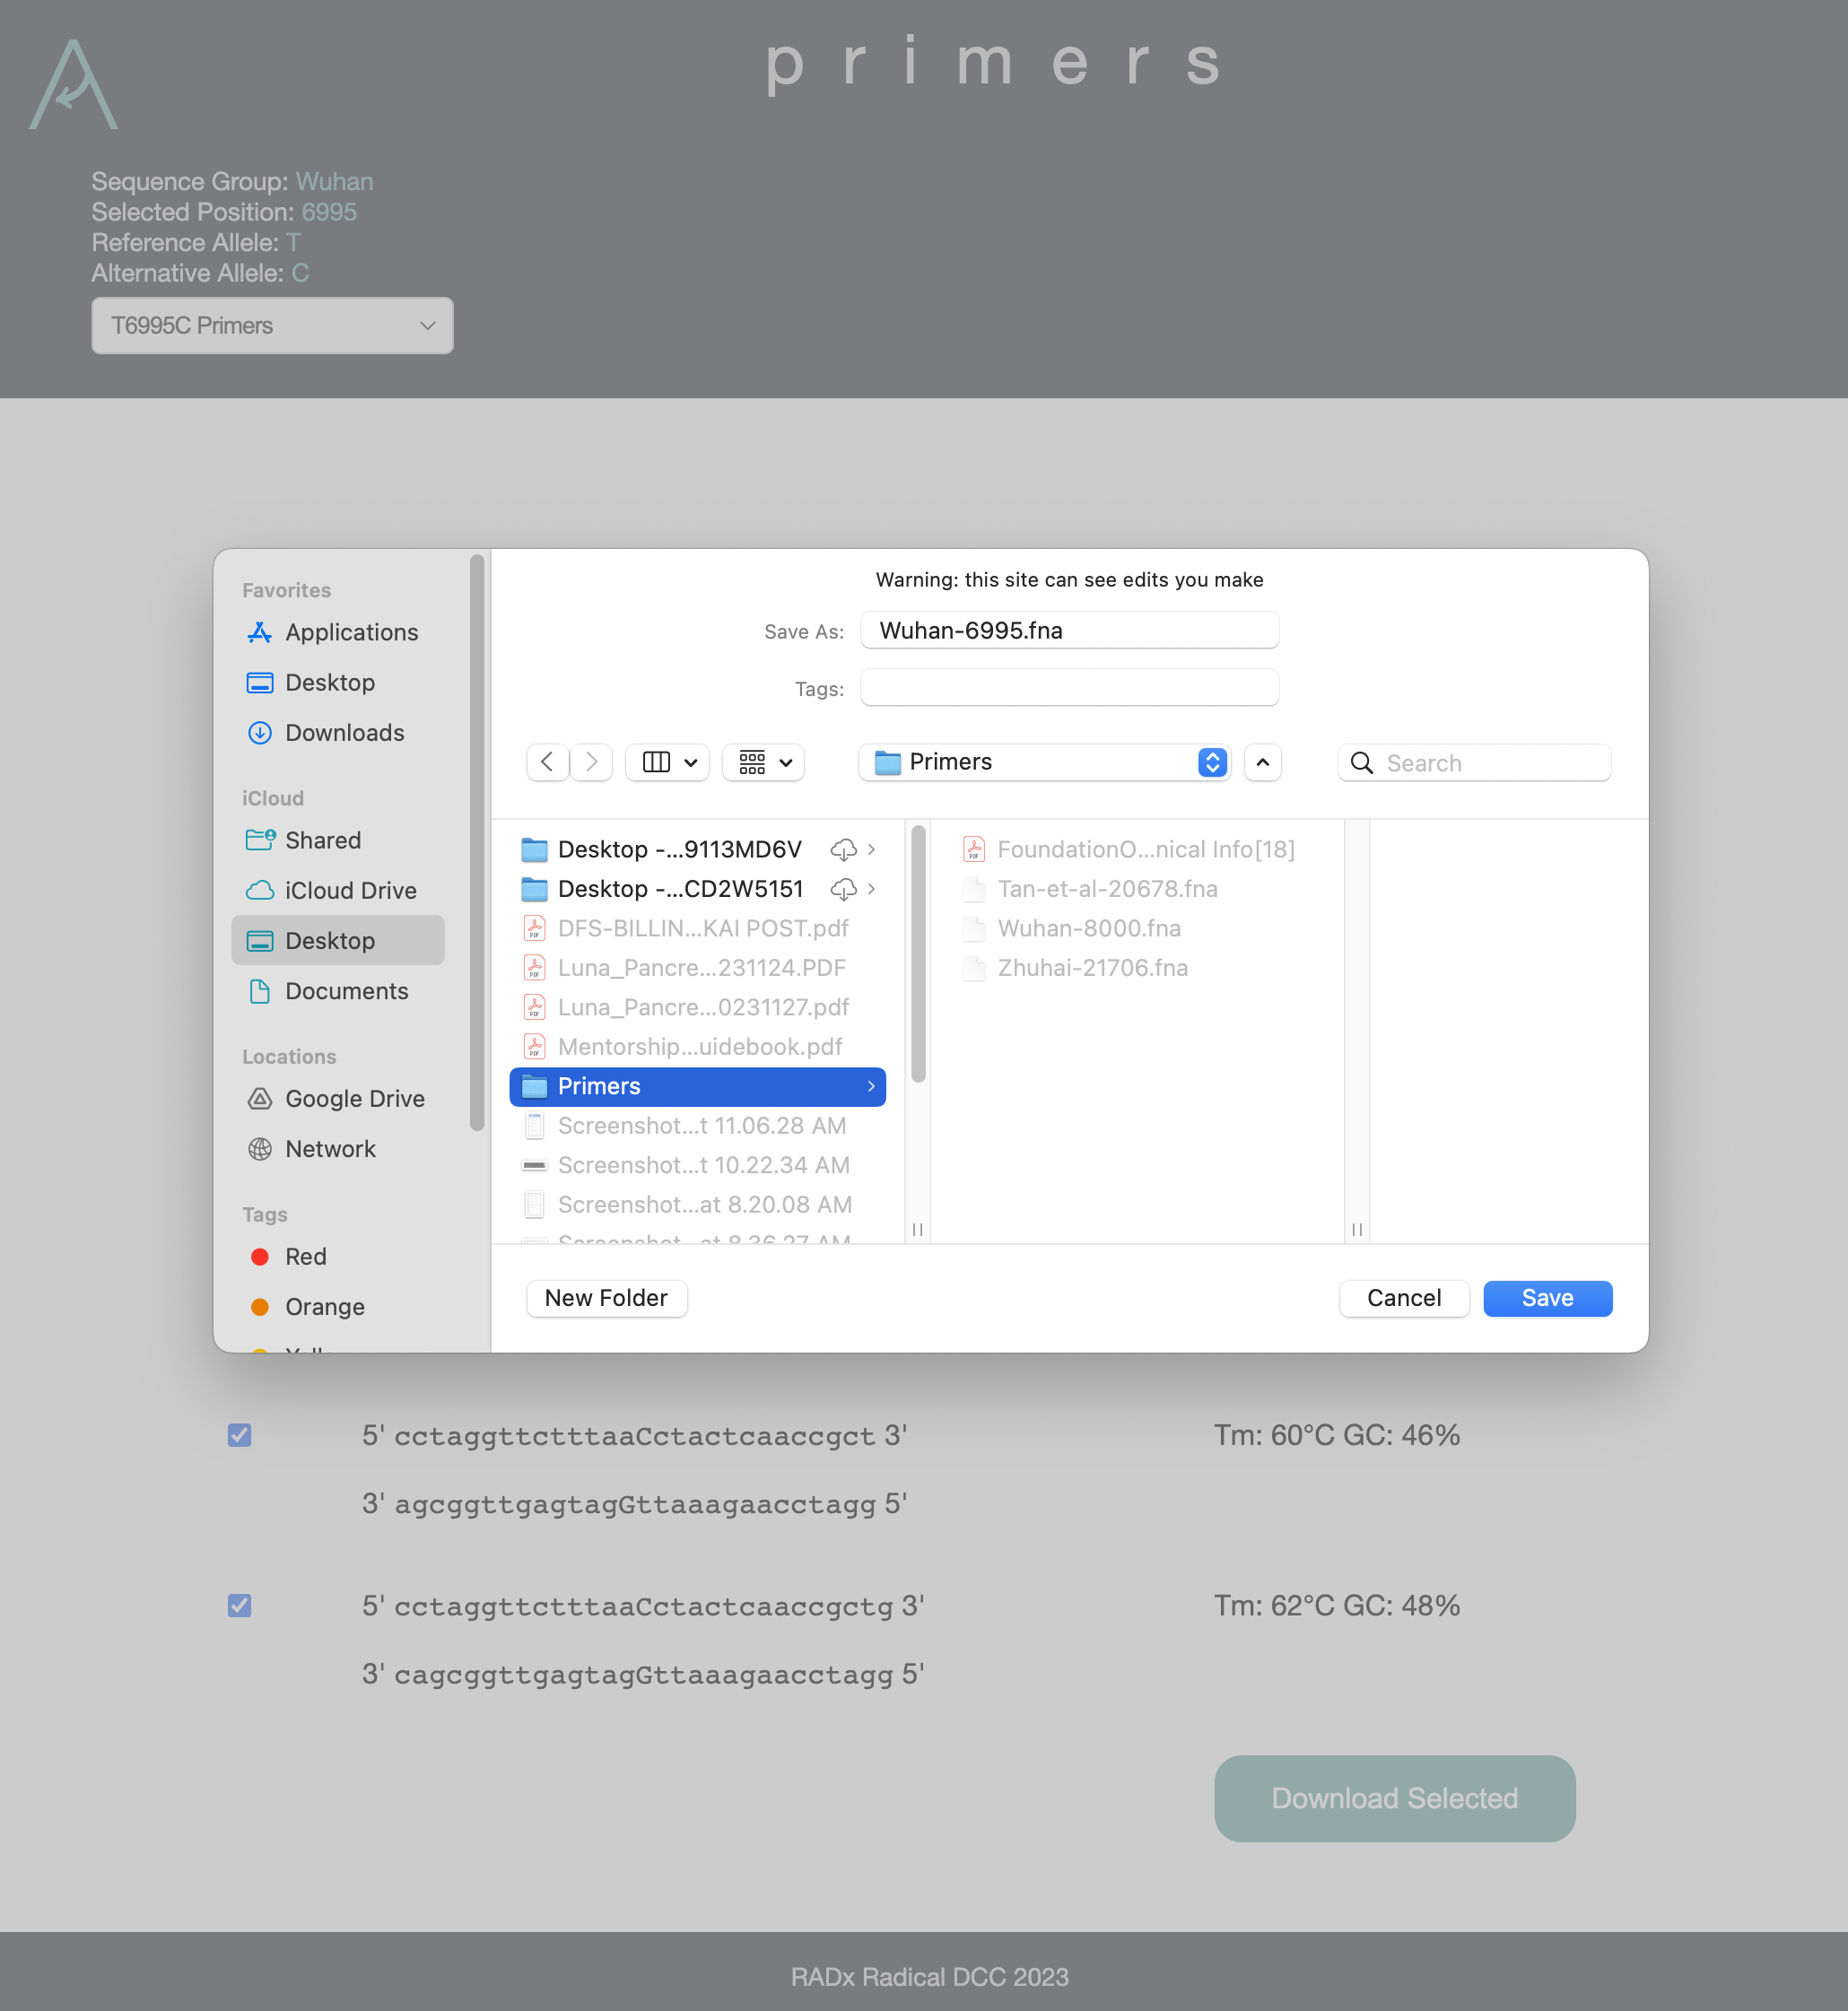 p r i m e r s
Sequence Group: Wuhan
Selected Position: 6995
Reference Allele: T
Alternative Allele: C
T6995C Primers
Warning: this site can see edits you make
Save As: Wuhan-6995.fna
Tags:
Primers
Search
Favorites
Applications
Desktop
Downloads
iCloud
Shared
iCloud Drive
Desktop
Documents
Locations
Google Drive
Network
Tags
Red
Orange
Desktop -...9113MD6V
Desktop -...CD2W5151
DFS-BILLIN...KAI POST.pdf
Luna_Pancre...231124.PDF
Luna_Pancre...0231127.pdf
Mentorship...uidebook.pdf
Primers
Screenshot...t 11.06.28 AM
Screenshot...t 10.22.34 AM
Screenshot...at 8.20.08 AM
Screenshot...at 8.36.27 AM
FoundationO...nical Info[18]
Tan-et-al-20678.fna
Wuhan-8000.fna
Zhuhai-21706.fna
New Folder
Cancel
Save
5' cctaggttctttaaCctactcaaccgct 3' Tm: 60°C GC: 46%
3' agcggttgagtagGttaaagaacctagg 5'
5' cctaggttctttaaCctactcaaccgctg 3' Tm: 62°C GC: 48%
3' cagcggttgagtagGttaaagaacctagg 5'
Download Selected
RADx Radical DCC 2023